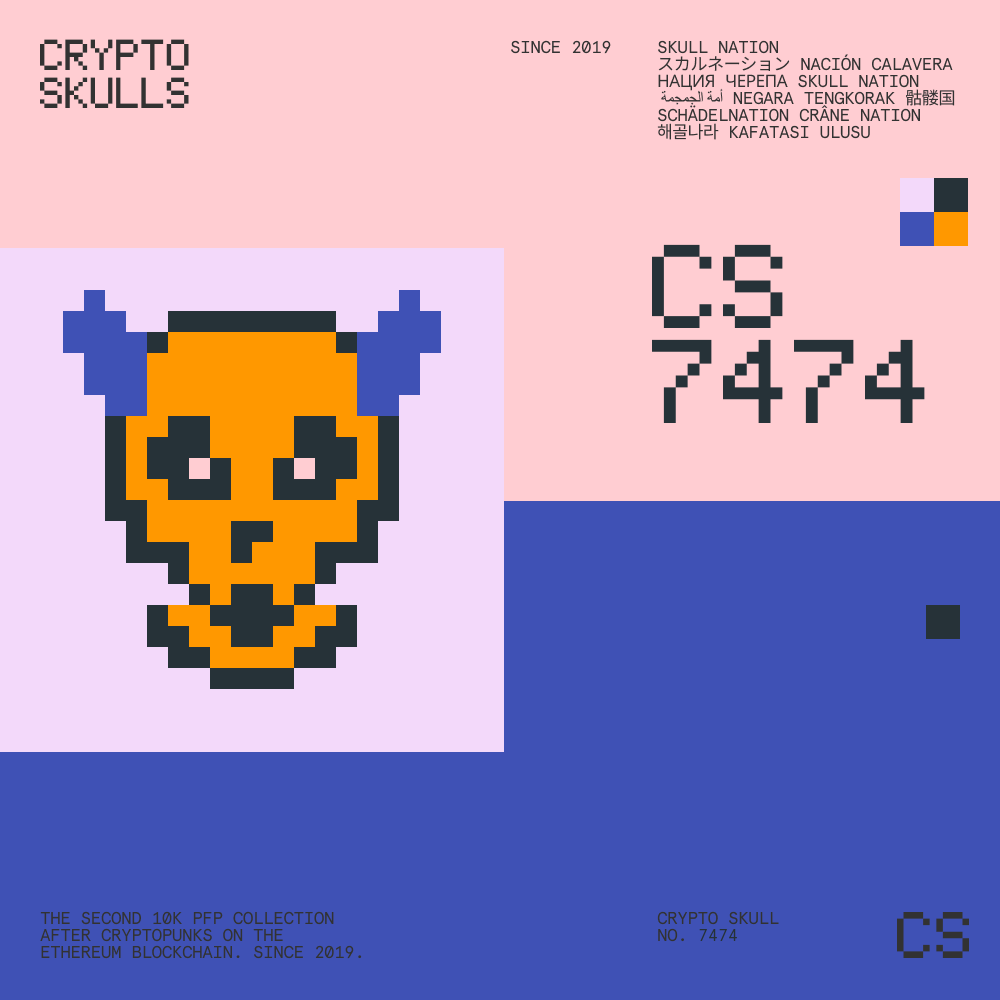 CRYPTO
SKULLS
SINCE 2019
SKULL NATION
スカルネーション NACIÓN CALAVERA
НАЦИЯ ЧЕРЕПА SKULL NATION
أمة الجمجمة NEGARA TENGKORAK 骷髅国
SCHÄDELNATION CRÂNE NATION
해골나라 KAFATASI ULUSU
CS
7474
THE SECOND 10K PFP COLLECTION
AFTER CRYPTOPUNKS ON THE
ETHEREUM BLOCKCHAIN. SINCE 2019.
CRYPTO SKULL
NO. 7474
CS